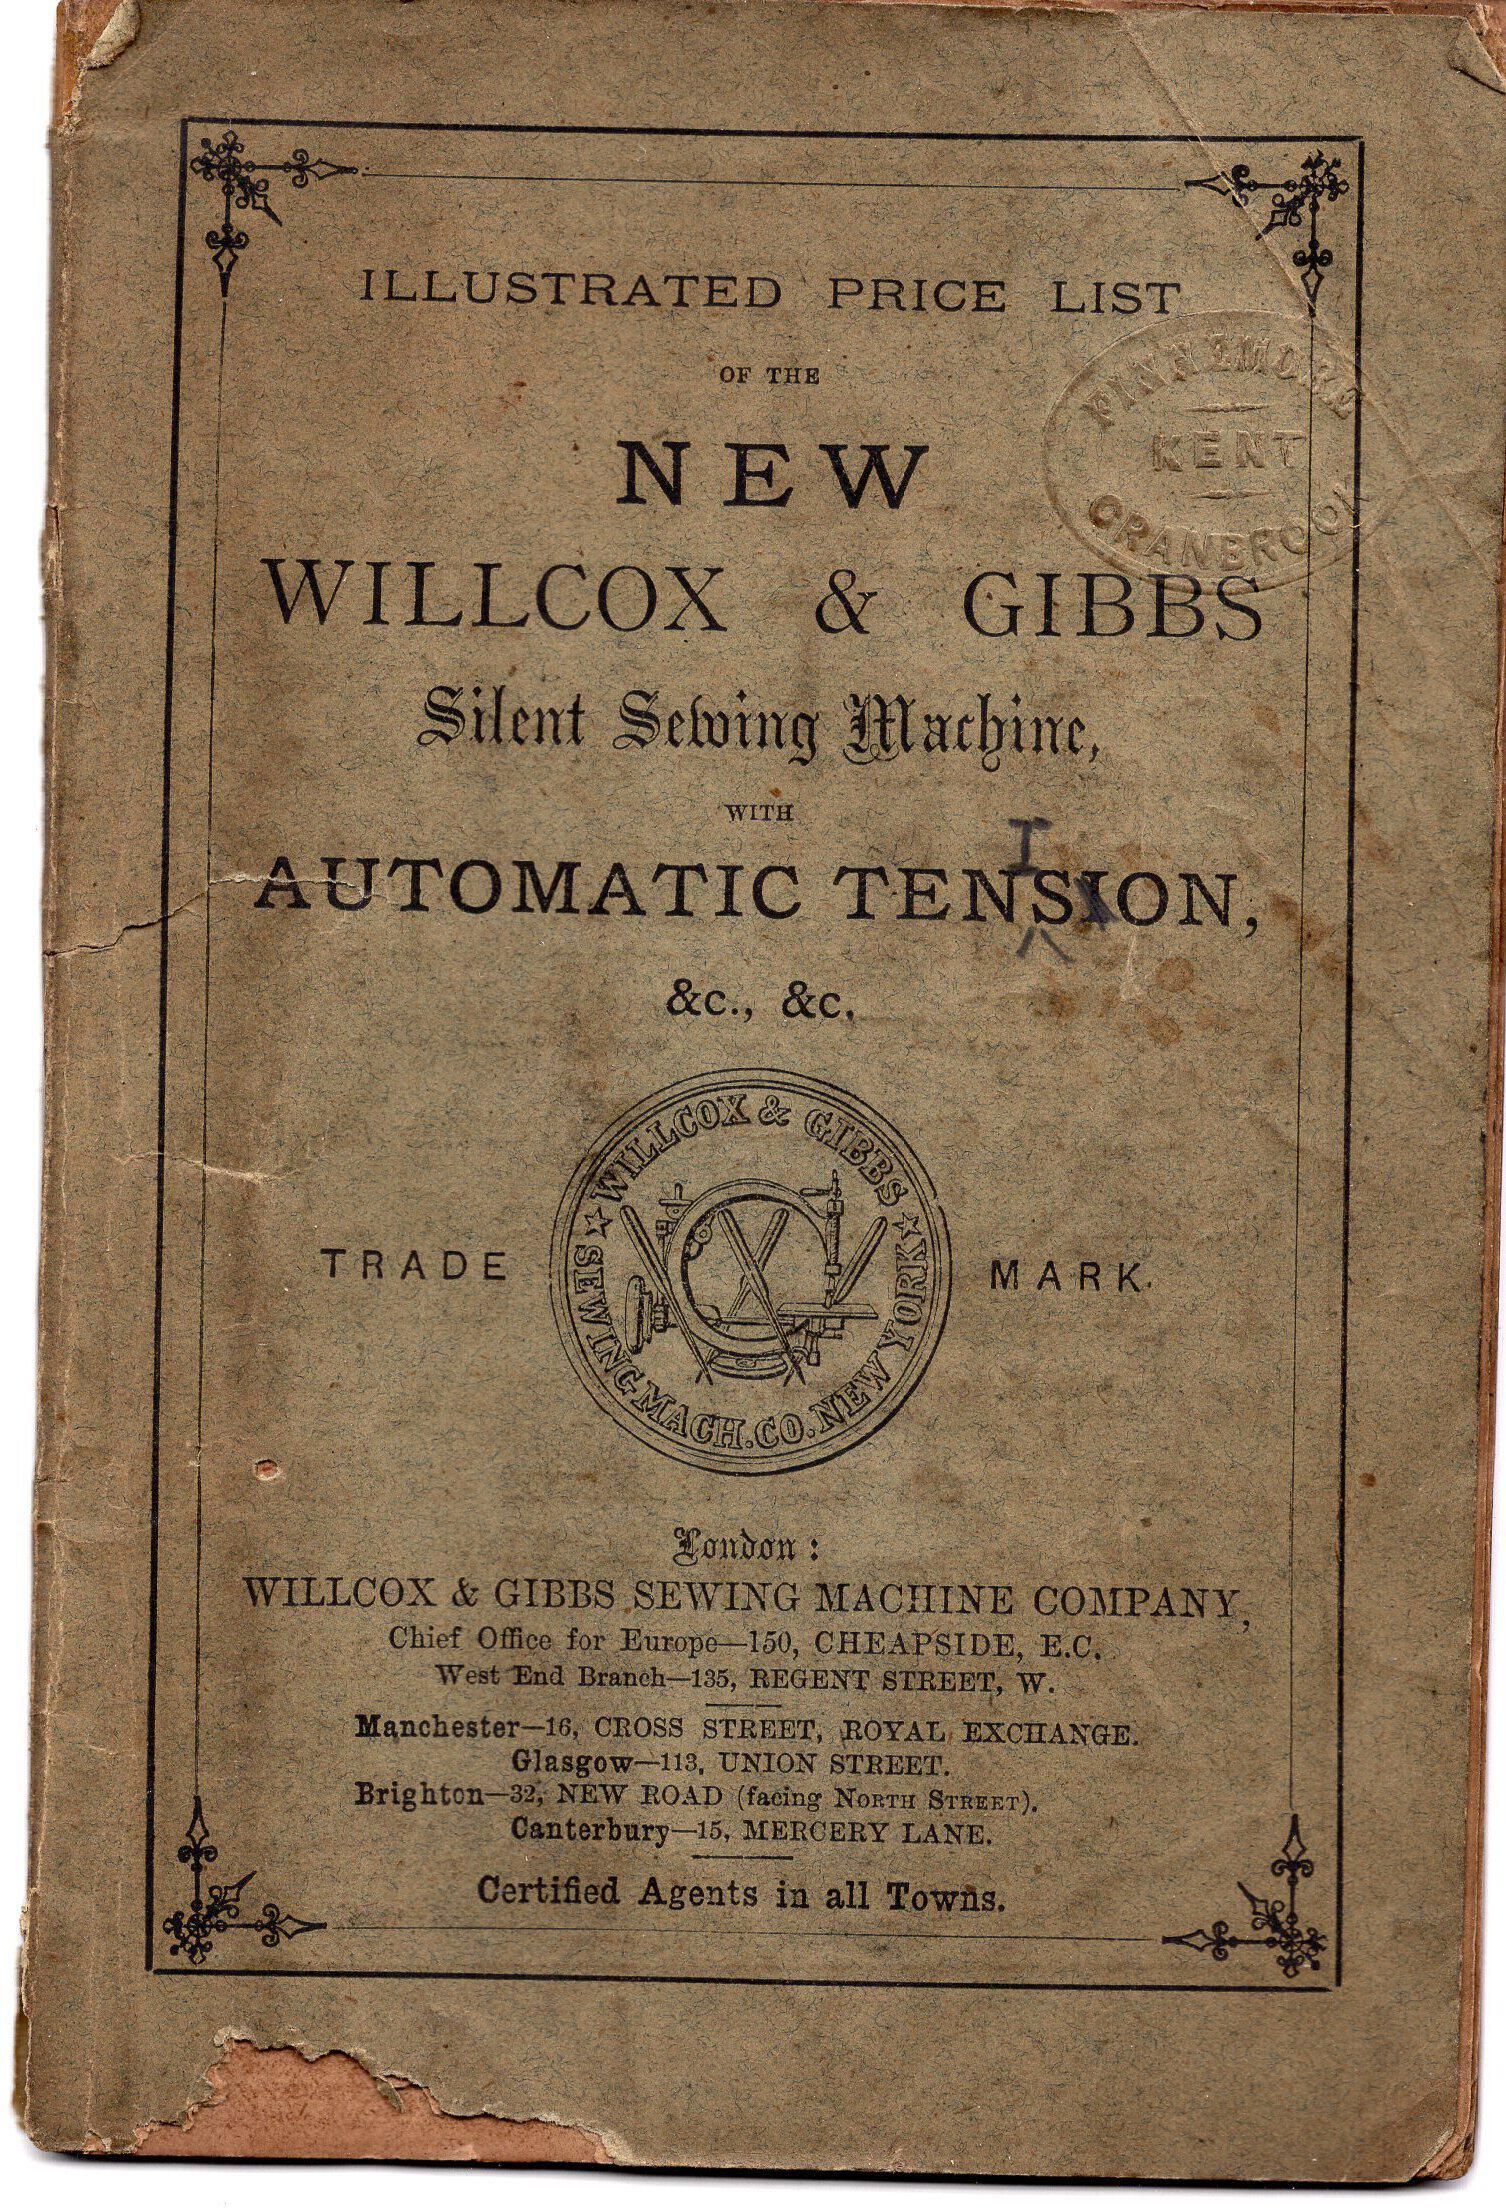 ILLUSTRATED PRICE LIST
OF THE
NEW
FINNEMORE
KENT
CRANBROOK
WILLCOX & GIBBS
Silent Sewing Machine,
WITH
I
AUTOMATIC TENSION,
&c., &c.
TRADE
WILLCOX & GIBBS
SEWING MACH. CO. NEW YORK
MARK.
London:
WILLCOX & GIBBS SEWING MACHINE COMPANY,
Chief Office for Europe—150, CHEAPSIDE, E.C.
West End Branch—135, REGENT STREET, W.
Manchester—16, CROSS STREET, ROYAL EXCHANGE.
Glasgow—113, UNION STREET.
Brighton—32, NEW ROAD (facing NORTH STREET).
Canterbury—15, MERCERY LANE.
Certified Agents in all Towns.